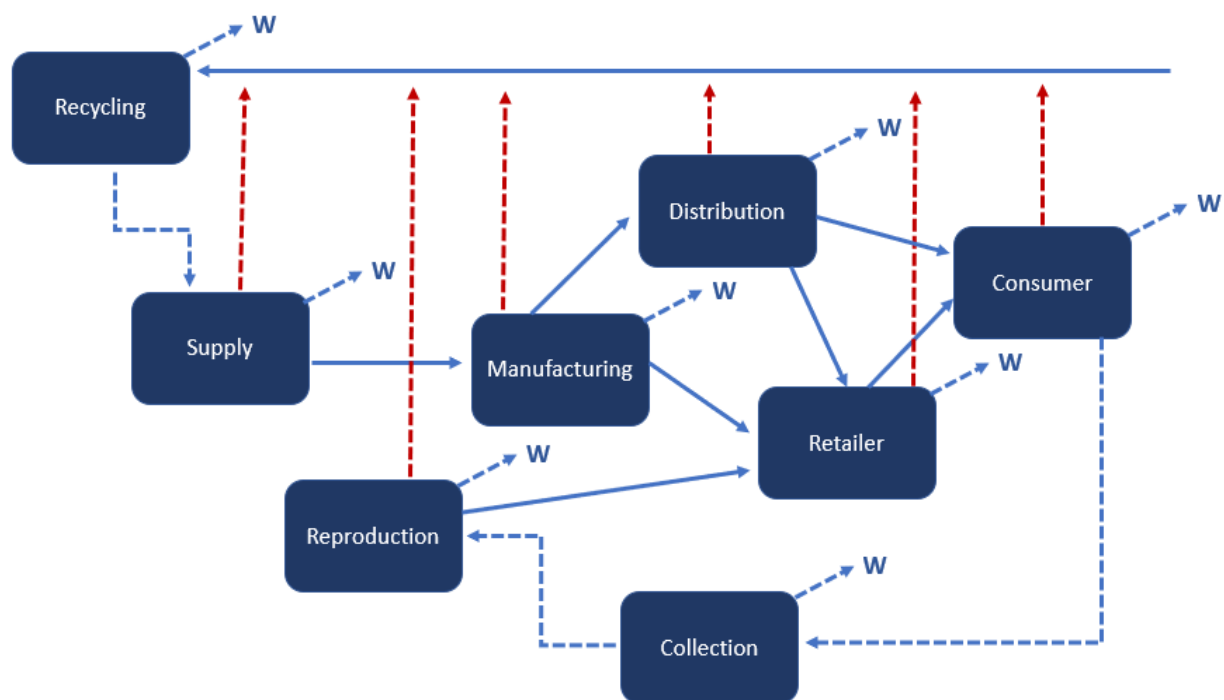 W
Recycling
W
Distribution
W
Consumer
W
Supply
W
Manufacturing
W
Retailer
W
Reproduction
W
Collection